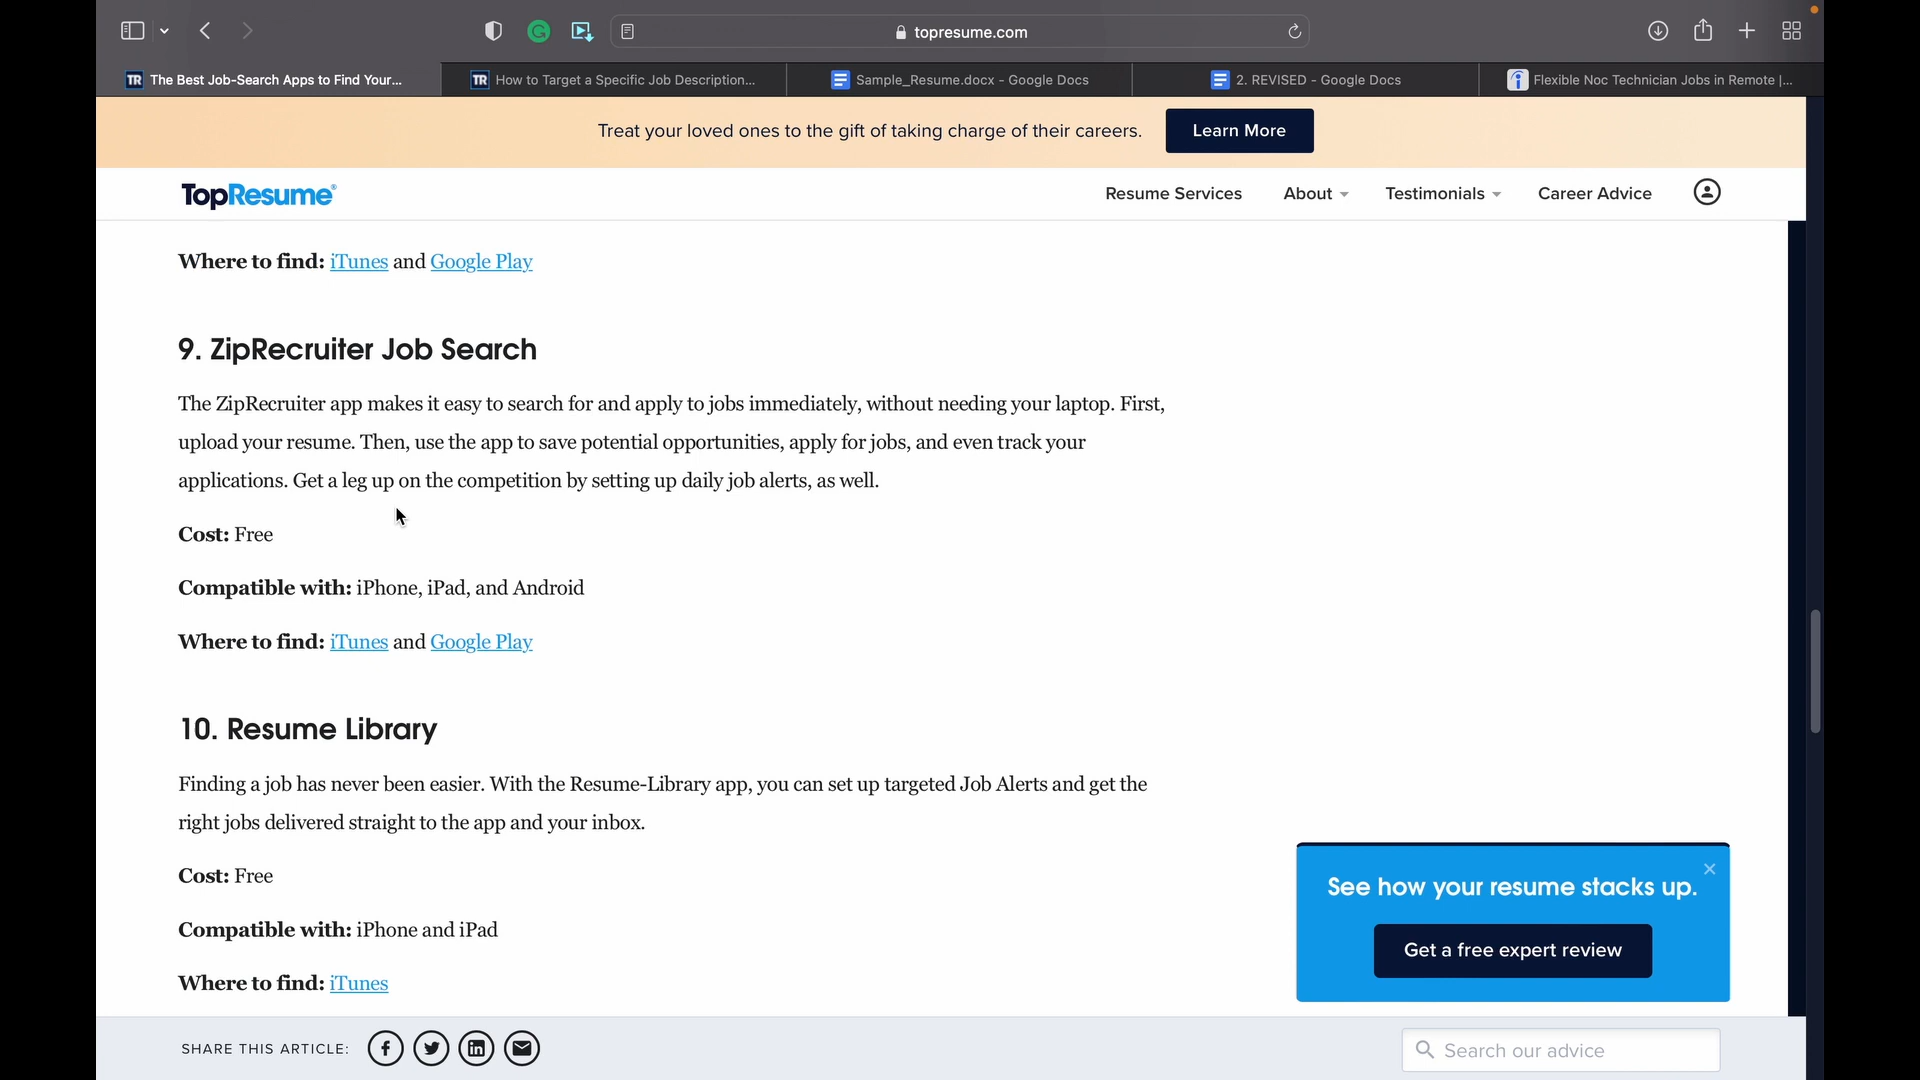 topresume.com
The Best Job-Search Apps to Find Your...
How to Target a Specific Job Description...
Sample_Resume.docx - Google Docs
2. REVISED - Google Docs
Flexible Noc Technician Jobs in Remote |...
Treat your loved ones to the gift of taking charge of their careers.
Learn More
TopResume®
Resume Services
About
Testimonials
Career Advice
Where to find: iTunes and Google Play
9. ZipRecruiter Job Search
The ZipRecruiter app makes it easy to search for and apply to jobs immediately, without needing your laptop. First,
upload your resume. Then, use the app to save potential opportunities, apply for jobs, and even track your
applications. Get a leg up on the competition by setting up daily job alerts, as well.
Cost: Free
Compatible with: iPhone, iPad, and Android
Where to find: iTunes and Google Play
10. Resume Library
Finding a job has never been easier. With the Resume-Library app, you can set up targeted Job Alerts and get the
right jobs delivered straight to the app and your inbox.
Cost: Free
Compatible with: iPhone and iPad
Where to find: iTunes
See how your resume stacks up.
Get a free expert review
SHARE THIS ARTICLE:
Search our advice